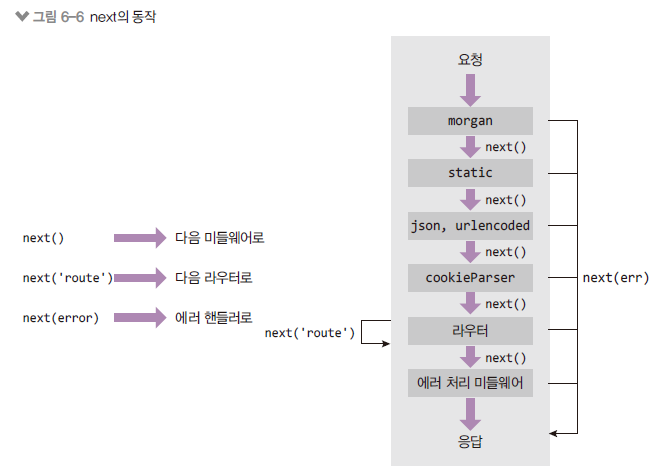 그림 6-6 next의 동작
요청
morgan
next()
static
next()
json, urlencoded
next()
cookieParser
next()
라우터
next()
에러 처리 미들웨어
응답
next(err)
next('route')
next() 다음 미들웨어로
next('route') 다음 라우터로
next(error) 에러 핸들러로